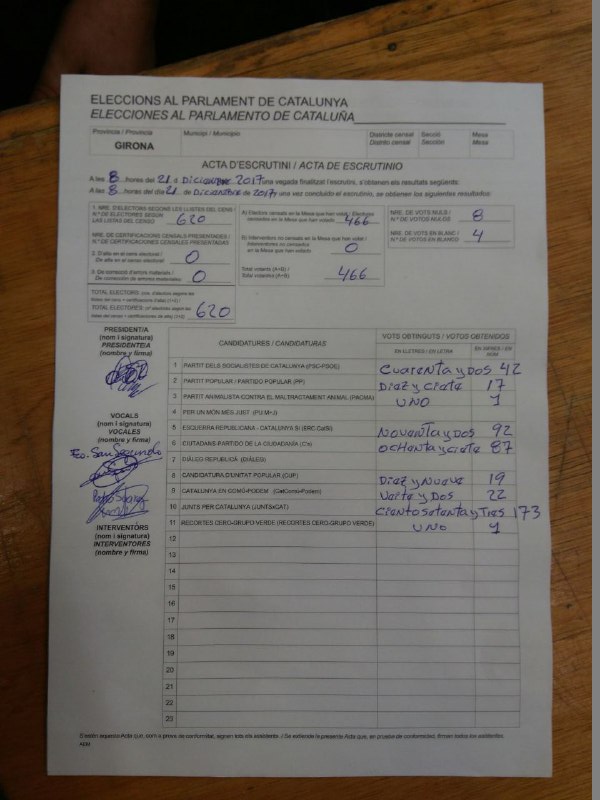 ELECCIONS AL PARLAMENT DE CATALUNYA
ELECCIONES AL PARLAMENTO DE CATALUÑA
Província / Provincia
Municipi / Municipio
Districte censal
Distrito censal
Secció
Sección
Mesa
Mesa
GIRONA
ACTA D'ESCRUTINI / ACTA DE ESCRUTINIO
A les 8 hores del 21 d Diciembre 2017 una vegada finalitzat l'escrutini, s'obtenen els resultats següents:
A las 8 horas del día 21 de Diciembre de 2017 y una vez concluido el escrutinio, se obtienen los siguientes resultados:
1. NRE. D'ELECTORS SEGONS LES LLISTES DEL CENS /
N.º DE ELECTORES SEGÚN
LAS LISTAS DEL CENSO 620
NRE. DE CERTIFICACIONS CENSALS PRESENTADES /
N.º DE CERTIFICACIONES CENSALES PRESENTADAS
2. D'alta en el cens electoral /
De alta en el censo electoral 0
3. De correcció d'errors materials /
De corrección de errores materiales 0
TOTAL ELECTORS:
TOTAL ELECTORES:
620
A) Electors censats en la Mesa que han votat / Electores
censados en la Mesa que han votado 466
B) Interventors no censats en la Mesa que han votat /
Interventores no censados
en la Mesa que han votado 0
Total votants (A+B) /
Total votantes (A+B) 466
NRE. DE VOTS NULS /
N.º DE VOTOS NULOS 8
NRE. DE VOTS EN BLANC /
N.º DE VOTOS EN BLANCO 4
PRESIDENT/A
(nom i signatura)
PRESIDENTE/A
(nombre y firma)
VOCALS
(nom i signatura)
VOCALES
(nombre y firma)
INTERVENTORS
(nom i signatura)
INTERVENTORES
(nombre y firma)
CANDIDATURES / CANDIDATURAS
VOTS OBTINGUTS / VOTOS OBTENIDOS
EN LLETRES / EN LETRA
EN XIFRES / EN NÚM.
1 PARTIT DELS SOCIALISTES DE CATALUNYA (PSC-PSOE) Cuarenta y Dos 42
2 PARTIT POPULAR / PARTIDO POPULAR (PP) Diez y ciete 17
3 PARTIT ANIMALISTA CONTRA EL MALTRACTAMENT ANIMAL (PACMA) UNO 1
4 PER UN MÓN MÉS JUST (PUM+J)
5 ESQUERRA REPUBLICANA - CATALUNYA SÍ (ERC-CatSí) Noventa y dos 92
6 CIUTADANS-PARTIDO DE LA CIUDADANÍA (C's) ochenta y ciete 87
7 DIÀLEG REPUBLICÀ (DIÀLEG)
8 CANDIDATURA D'UNITAT POPULAR (CUP) Diez y Nueve 19
9 CATALUNYA EN COMÚ-PODEM (CatComú-Podem) Veite y Dos 22
10 JUNTS PER CATALUNYA (JUNTSxCAT) Ciento setenta y Tres 173
11 RECORTES CERO-GRUPO VERDE (RECORTES CERO-GRUPO VERDE) UNO 1
12
13
14
15
16
17
18
19
20
21
22
23
S'estén aquesta Acta que, com a prova de conformitat, signen tots els assistents. / Se extiende la presente Acta que, en prueba de conformidad, firman todos los asistentes.